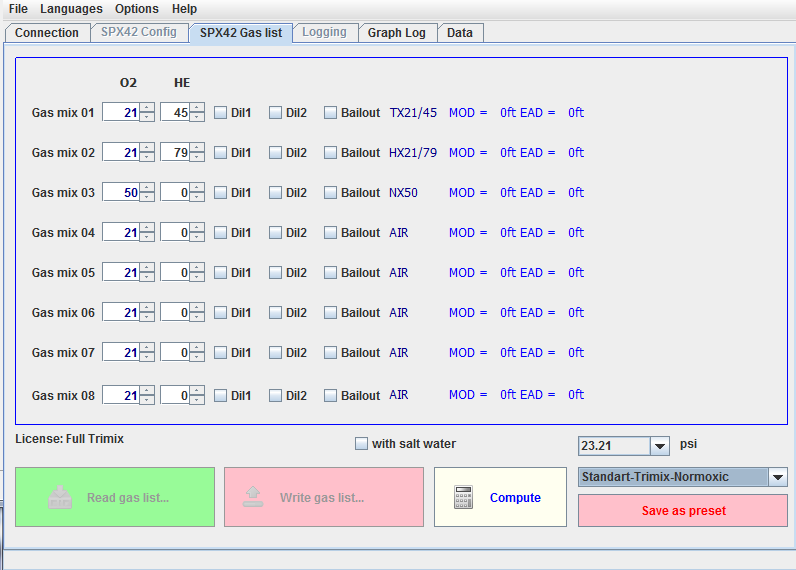 File Languages Options Help
Connection SPX42 Config SPX42 Gas list Logging Graph Log Data
O2 HE
Gas mix 01 21 45 Dil1 Dil2 Bailout TX21/45 MOD = 0ft EAD = 0ft
Gas mix 02 21 79 Dil1 Dil2 Bailout HX21/79 MOD = 0ft EAD = 0ft
Gas mix 03 50 0 Dil1 Dil2 Bailout NX50 MOD = 0ft EAD = 0ft
Gas mix 04 21 0 Dil1 Dil2 Bailout AIR MOD = 0ft EAD = 0ft
Gas mix 05 21 0 Dil1 Dil2 Bailout AIR MOD = 0ft EAD = 0ft
Gas mix 06 21 0 Dil1 Dil2 Bailout AIR MOD = 0ft EAD = 0ft
Gas mix 07 21 0 Dil1 Dil2 Bailout AIR MOD = 0ft EAD = 0ft
Gas mix 08 21 0 Dil1 Dil2 Bailout AIR MOD = 0ft EAD = 0ft
License: Full Trimix with salt water 23.21 psi
Read gas list... Write gas list... Compute Standart-Trimix-Normoxic
Save as preset